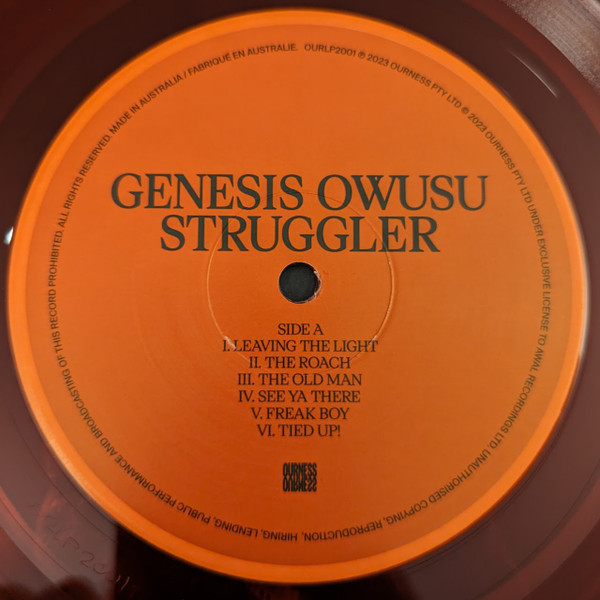 GENESIS OWUSU
STRUGGLER
SIDE A
I. LEAVING THE LIGHT
II. THE ROACH
III. THE OLD MAN
IV. SEE YA THERE
V. FREAK BOY
VI. TIED UP!
OURNESS
OURNESS
MADE IN AUSTRALIA / FABRIQUÉ EN AUSTRALIE. OURLP2001 ℗ 2023 OURNESS PTY LTD © 2023 OURNESS PTY LTD UNDER EXCLUSIVE LICENSE TO AWAL RECORDINGS LTD. UNAUTHORISED COPYING, REPRODUCTION, HIRING, LENDING, PUBLIC PERFORMANCE AND BROADCASTING OF THIS RECORD PROHIBITED. ALL RIGHTS RESERVED.